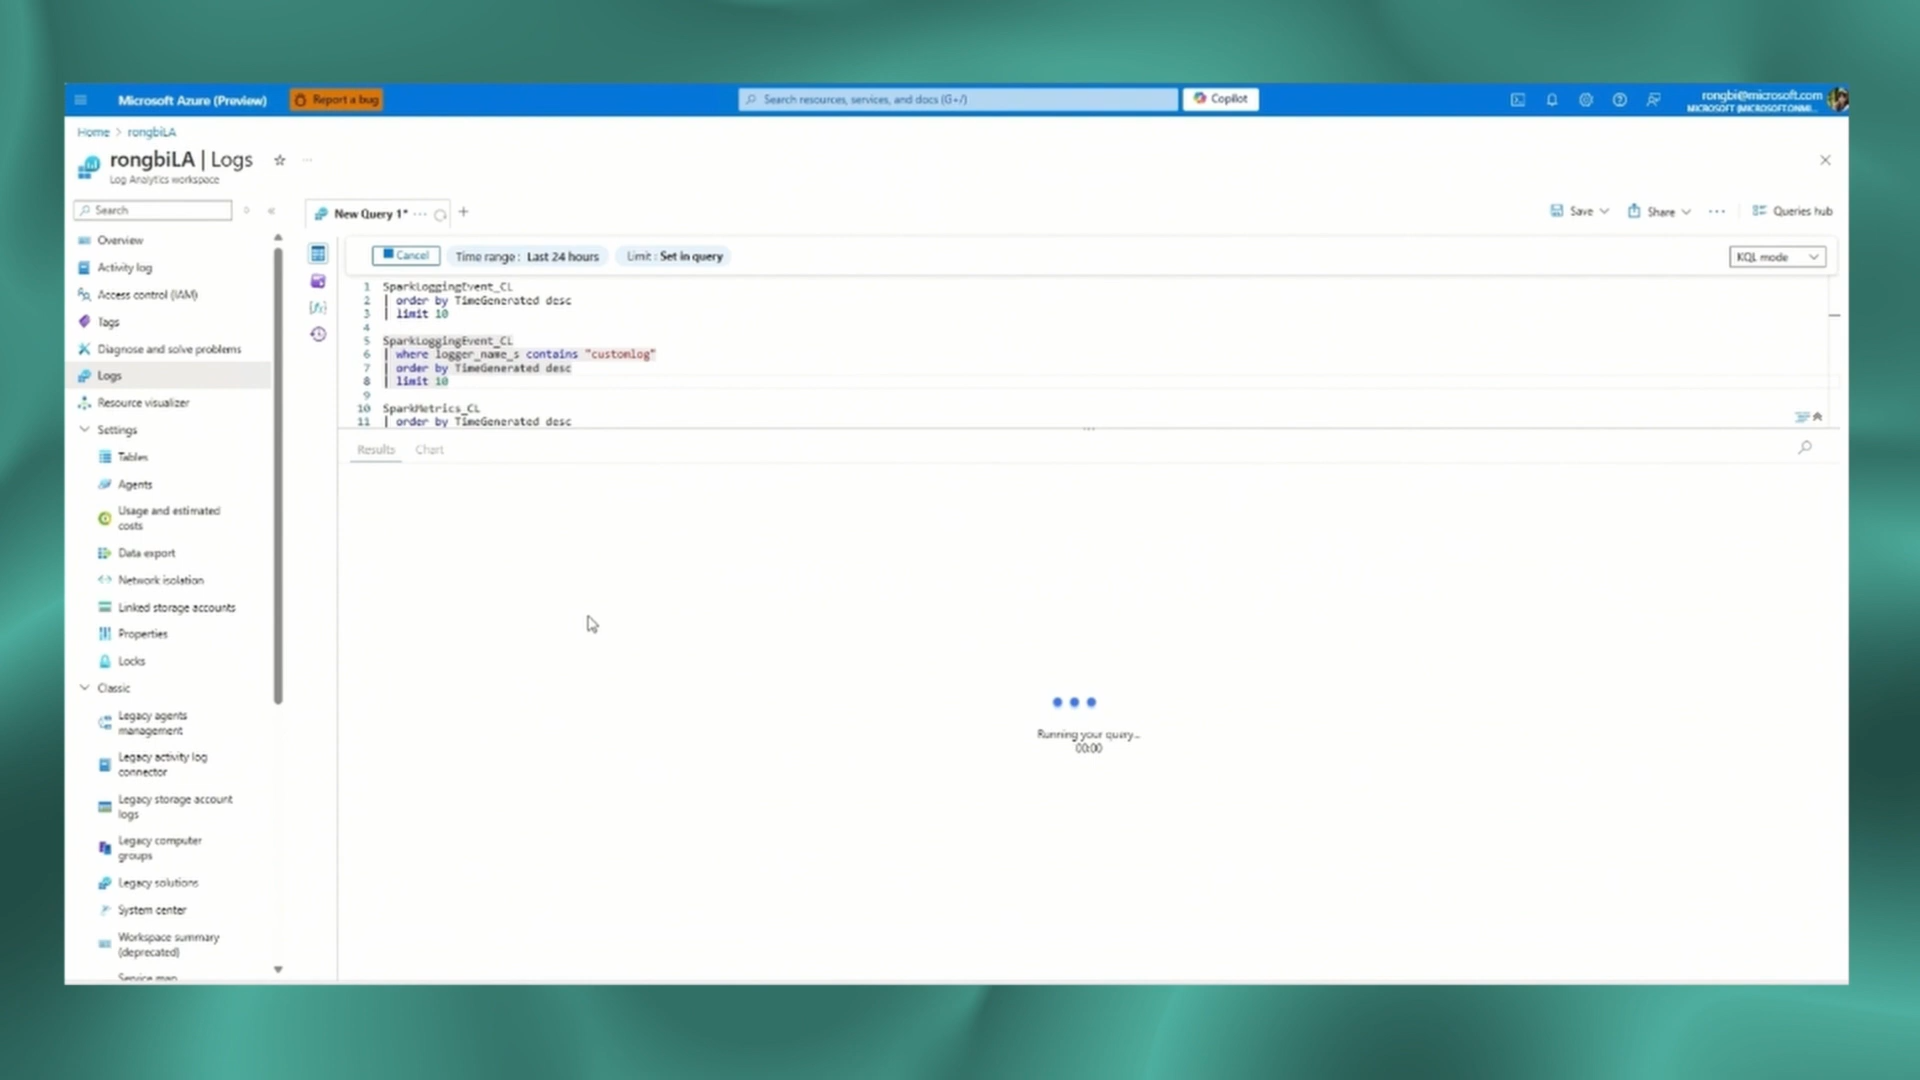 Microsoft Azure (Preview)
Report a bug
Search resources, services, and docs (G+/)
Copilot
rongbi@microsoft.com
MICROSOFT (MICROSOFT.ONMI...
Home > rongbiLA
rongbiLA | Logs
Log Analytics workspace
Search
Overview
Activity log
Access control (IAM)
Tags
Diagnose and solve problems
Logs
Resource visualizer
Settings
Tables
Agents
Usage and estimated
costs
Data export
Network isolation
Linked storage accounts
Properties
Locks
Classic
Legacy agents
management
Legacy activity log
connector
Legacy storage account
logs
Legacy computer
groups
Legacy solutions
System center
Workspace summary
(deprecated)
Service map
New Query 1*
Save
Share
Queries hub
Cancel
Time range : Last 24 hours
Limit : Set in query
KQL mode
1 SparkLoggingEvent_CL
2 | order by TimeGenerated desc
3 | limit 10
4
5 SparkLoggingEvent_CL
6 | where logger_name_s contains "customlog"
7 | order by TimeGenerated desc
8 | limit 10
9
10 SparkMetrics_CL
11 | order by TimeGenerated desc
Results
Chart
Running your query...
00:00